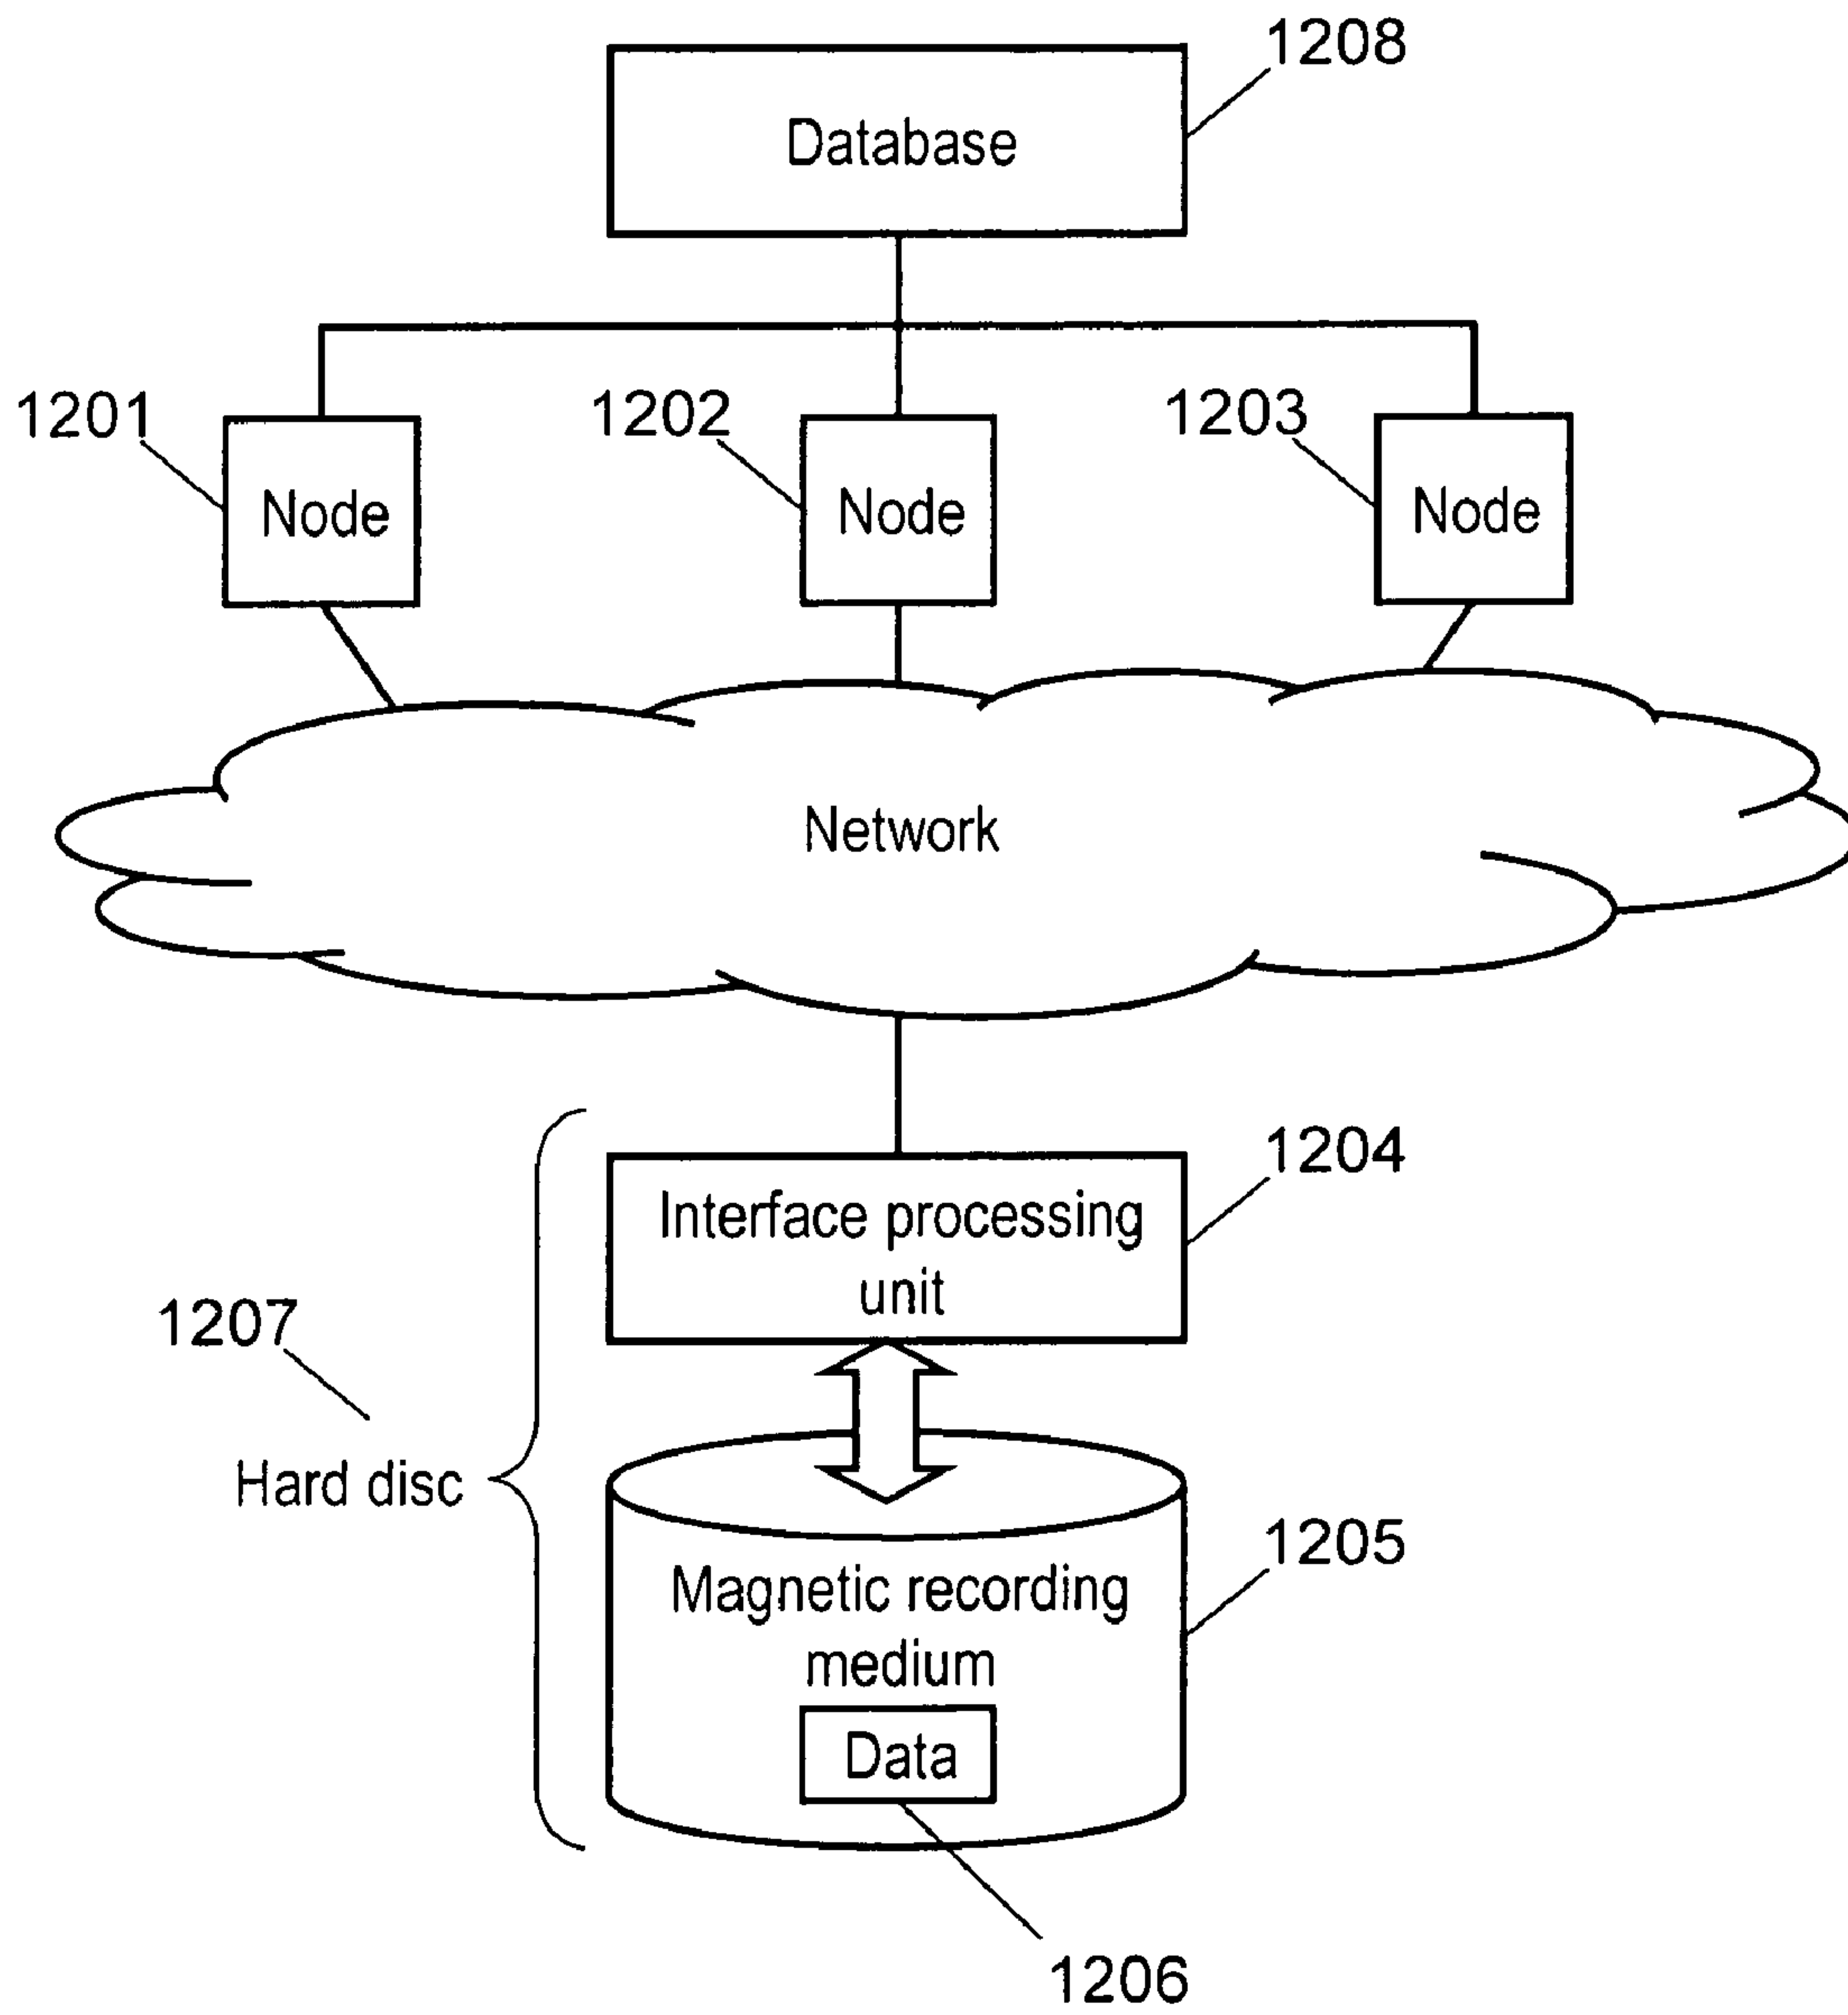 1208
Database
1201
1202
1203
Node
Node
Node
Network
1204
Interface processing
unit
1207
Hard disc
1205
Magnetic recording
medium
Data
1206